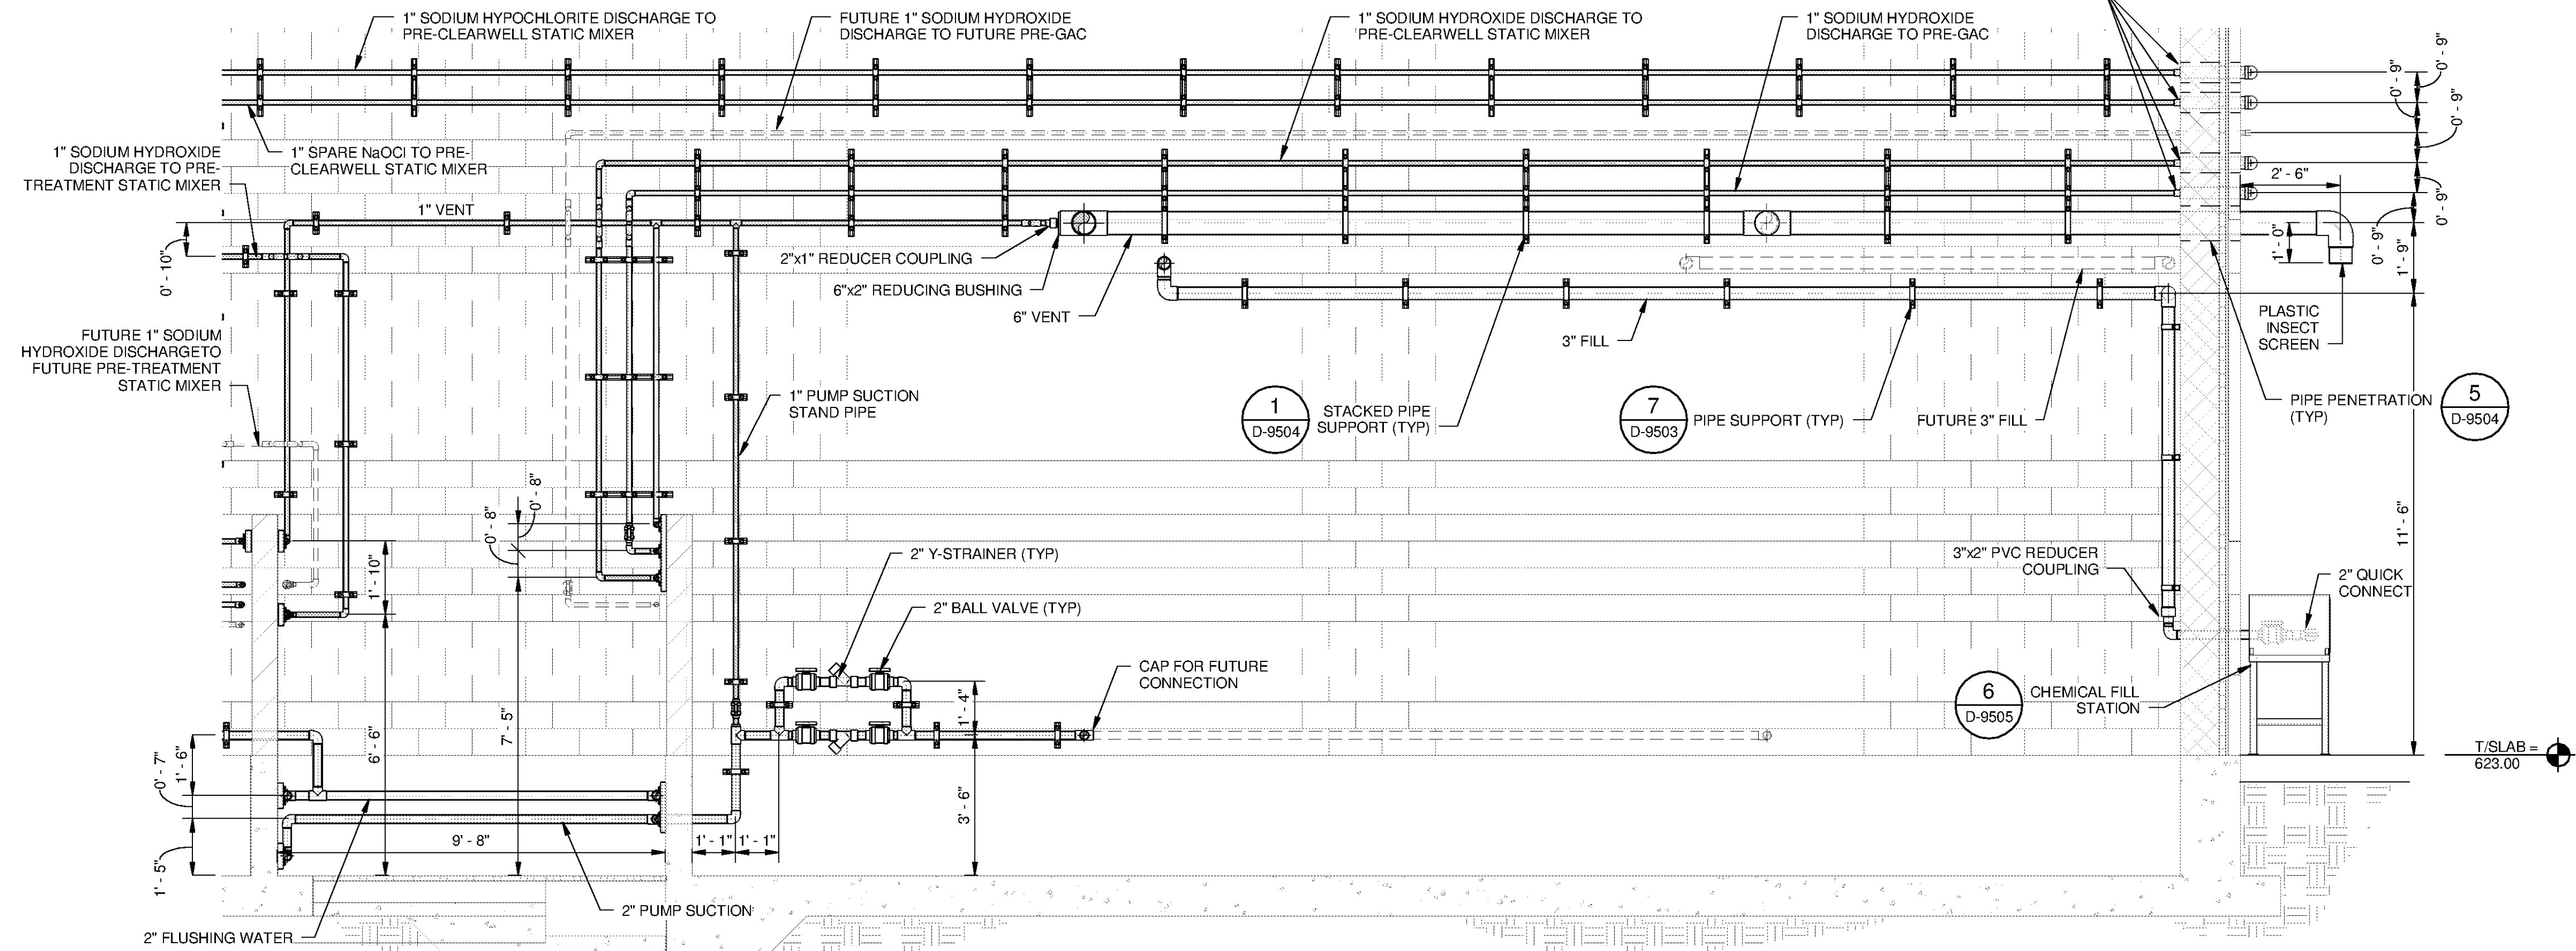 1" SODIUM HYPOCHLORITE DISCHARGE TO
PRE-CLEARWELL STATIC MIXER
FUTURE 1" SODIUM HYDROXIDE
DISCHARGE TO FUTURE PRE-GAC
1" SODIUM HYDROXIDE DISCHARGE TO
PRE-CLEARWELL STATIC MIXER
1" SODIUM HYDROXIDE
DISCHARGE TO PRE-GAC
0' - 9"
0' - 9"
0' - 9"
0' - 9"
0' - 9"
1" SODIUM HYDROXIDE
DISCHARGE TO PRE-
TREATMENT STATIC MIXER
1" SPARE NaOCl TO PRE-
CLEARWELL STATIC MIXER
1" VENT
2' - 6"
0' - 10"
2"x1" REDUCER COUPLING
6"x2" REDUCING BUSHING
6" VENT
1' - 0"
0' - 9"
1' - 9"
3" FILL
PLASTIC
INSECT
SCREEN
FUTURE 1" SODIUM
HYDROXIDE DISCHARGETO
FUTURE PRE-TREATMENT
STATIC MIXER
1" PUMP SUCTION
STAND PIPE
1
D-9504
STACKED PIPE
SUPPORT (TYP)
7
D-9503
PIPE SUPPORT (TYP)
FUTURE 3" FILL
PIPE PENETRATION
(TYP)
5
D-9504
0' - 8"
0' - 8"
11' - 6"
2" Y-STRAINER (TYP)
3"x2" PVC REDUCER
COUPLING
2" QUICK
CONNECT
1' - 10"
2" BALL VALVE (TYP)
CAP FOR FUTURE
CONNECTION
1' - 4"
6
D-9505
CHEMICAL FILL
STATION
7' - 5"
6' - 6"
1' - 6"
0' - 7"
T/SLAB =
623.00
3' - 6"
9' - 8"
1' - 1"
1' - 1"
1' - 5"
2" PUMP SUCTION
2" FLUSHING WATER